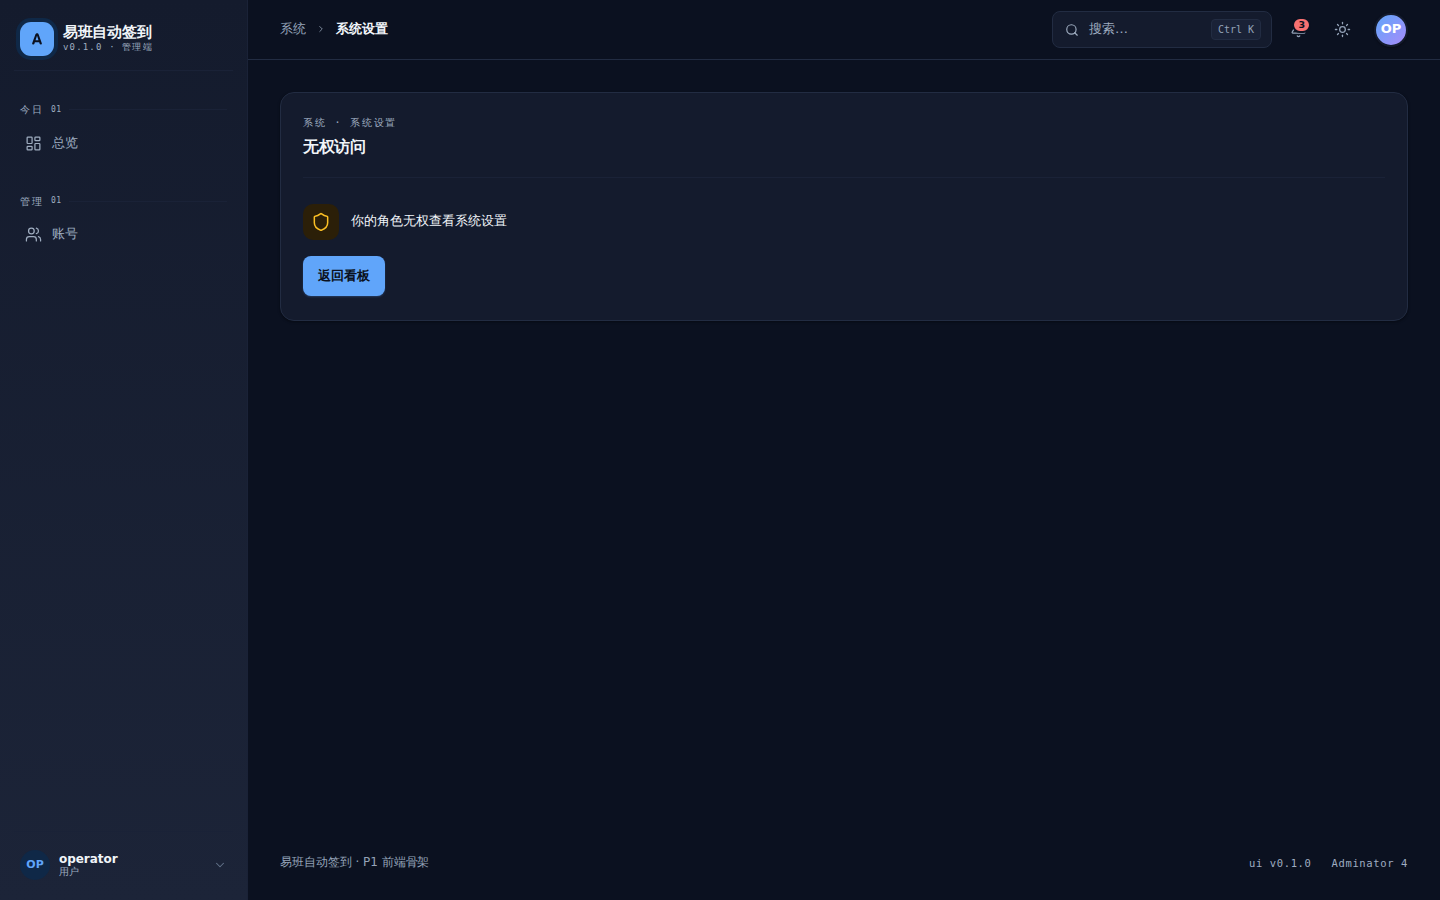 A
易班自动签到
v0.1.0 · 管理端
今日 01
总览
管理 01
账号
OP
operator
用户
系统 › 系统设置
搜索...
Ctrl K
3
OP
系统 · 系统设置
无权访问
你的角色无权查看系统设置
返回看板
易班自动签到 · P1 前端骨架
ui v0.1.0 Adminator 4